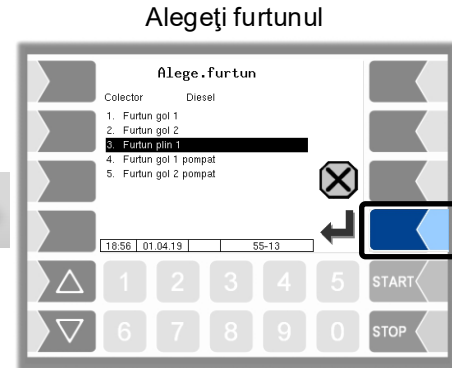 Alegeţi furtunul
Alege.furtun
Colector Diesel
1. Furtun gol 1
2. Furtun gol 2
3. Furtun plin 1
4. Furtun gol 1 pompat
5. Furtun gol 2 pompat
18:56 01.04.19 55-13
1 2 3 4 5 START
6 7 8 9 0 STOP